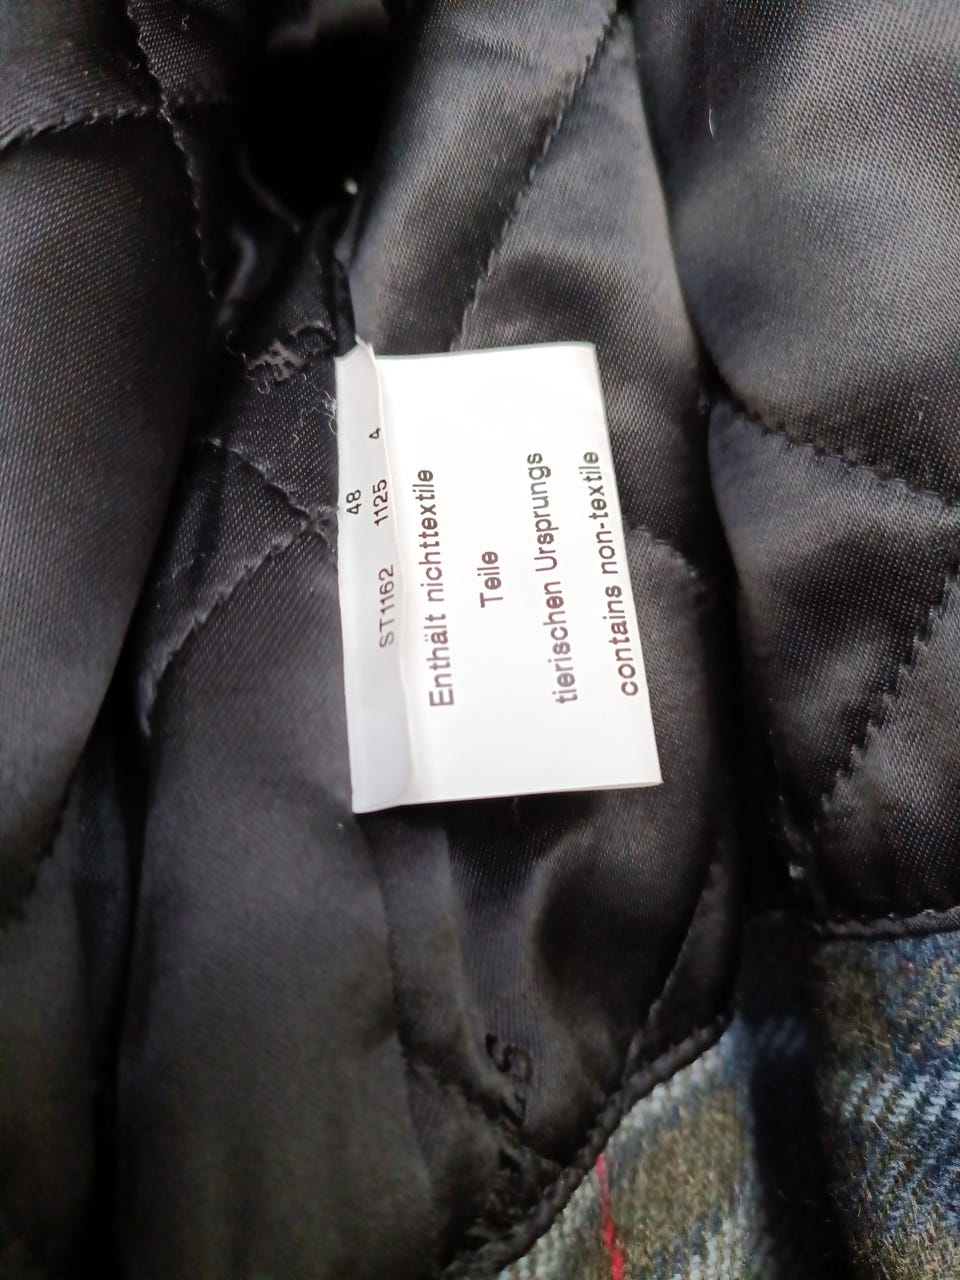 48
ST1162 1125 4
Enthält nichttextile
Teile
tierischen Ursprungs
contains non-textile